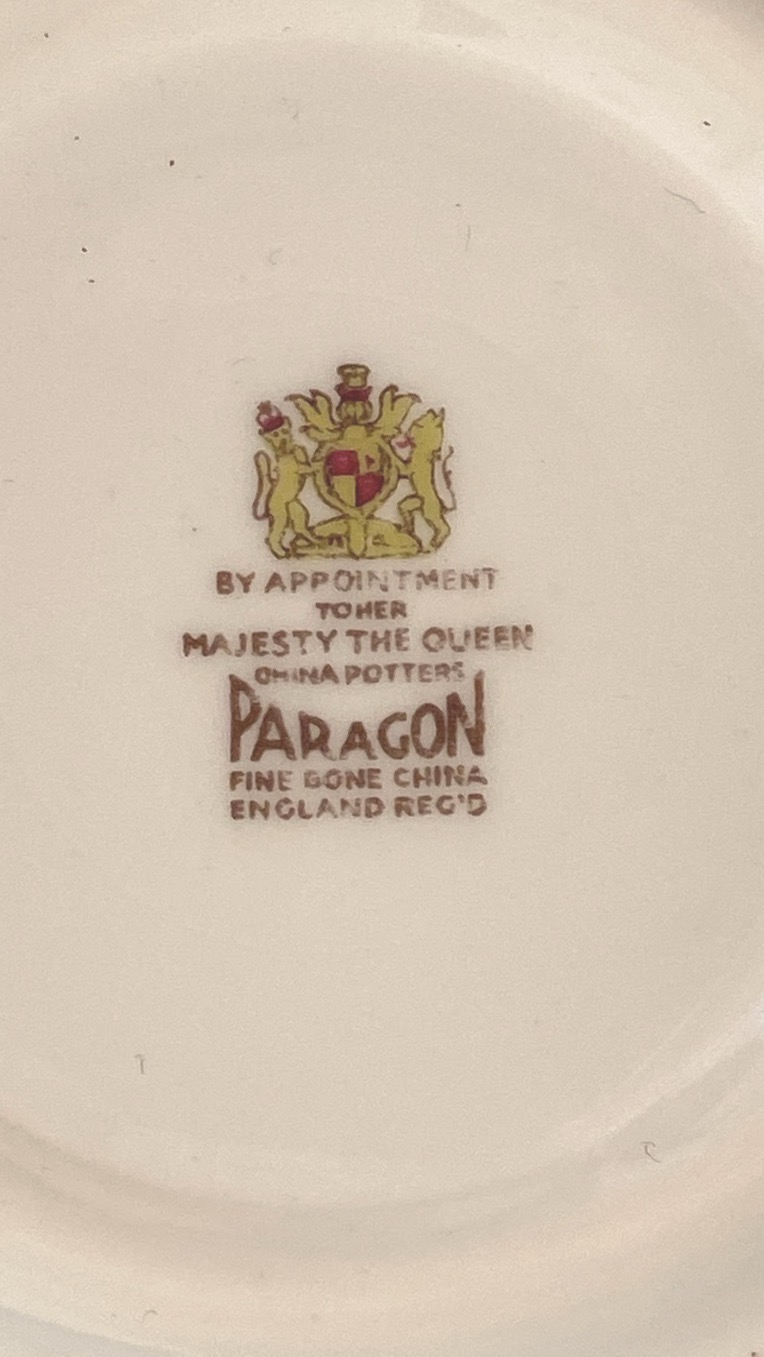 BY APPOINTMENT
TO HER
MAJESTY THE QUEEN
CHINA POTTERS
PARAGON
FINE BONE CHINA
ENGLAND REG'D